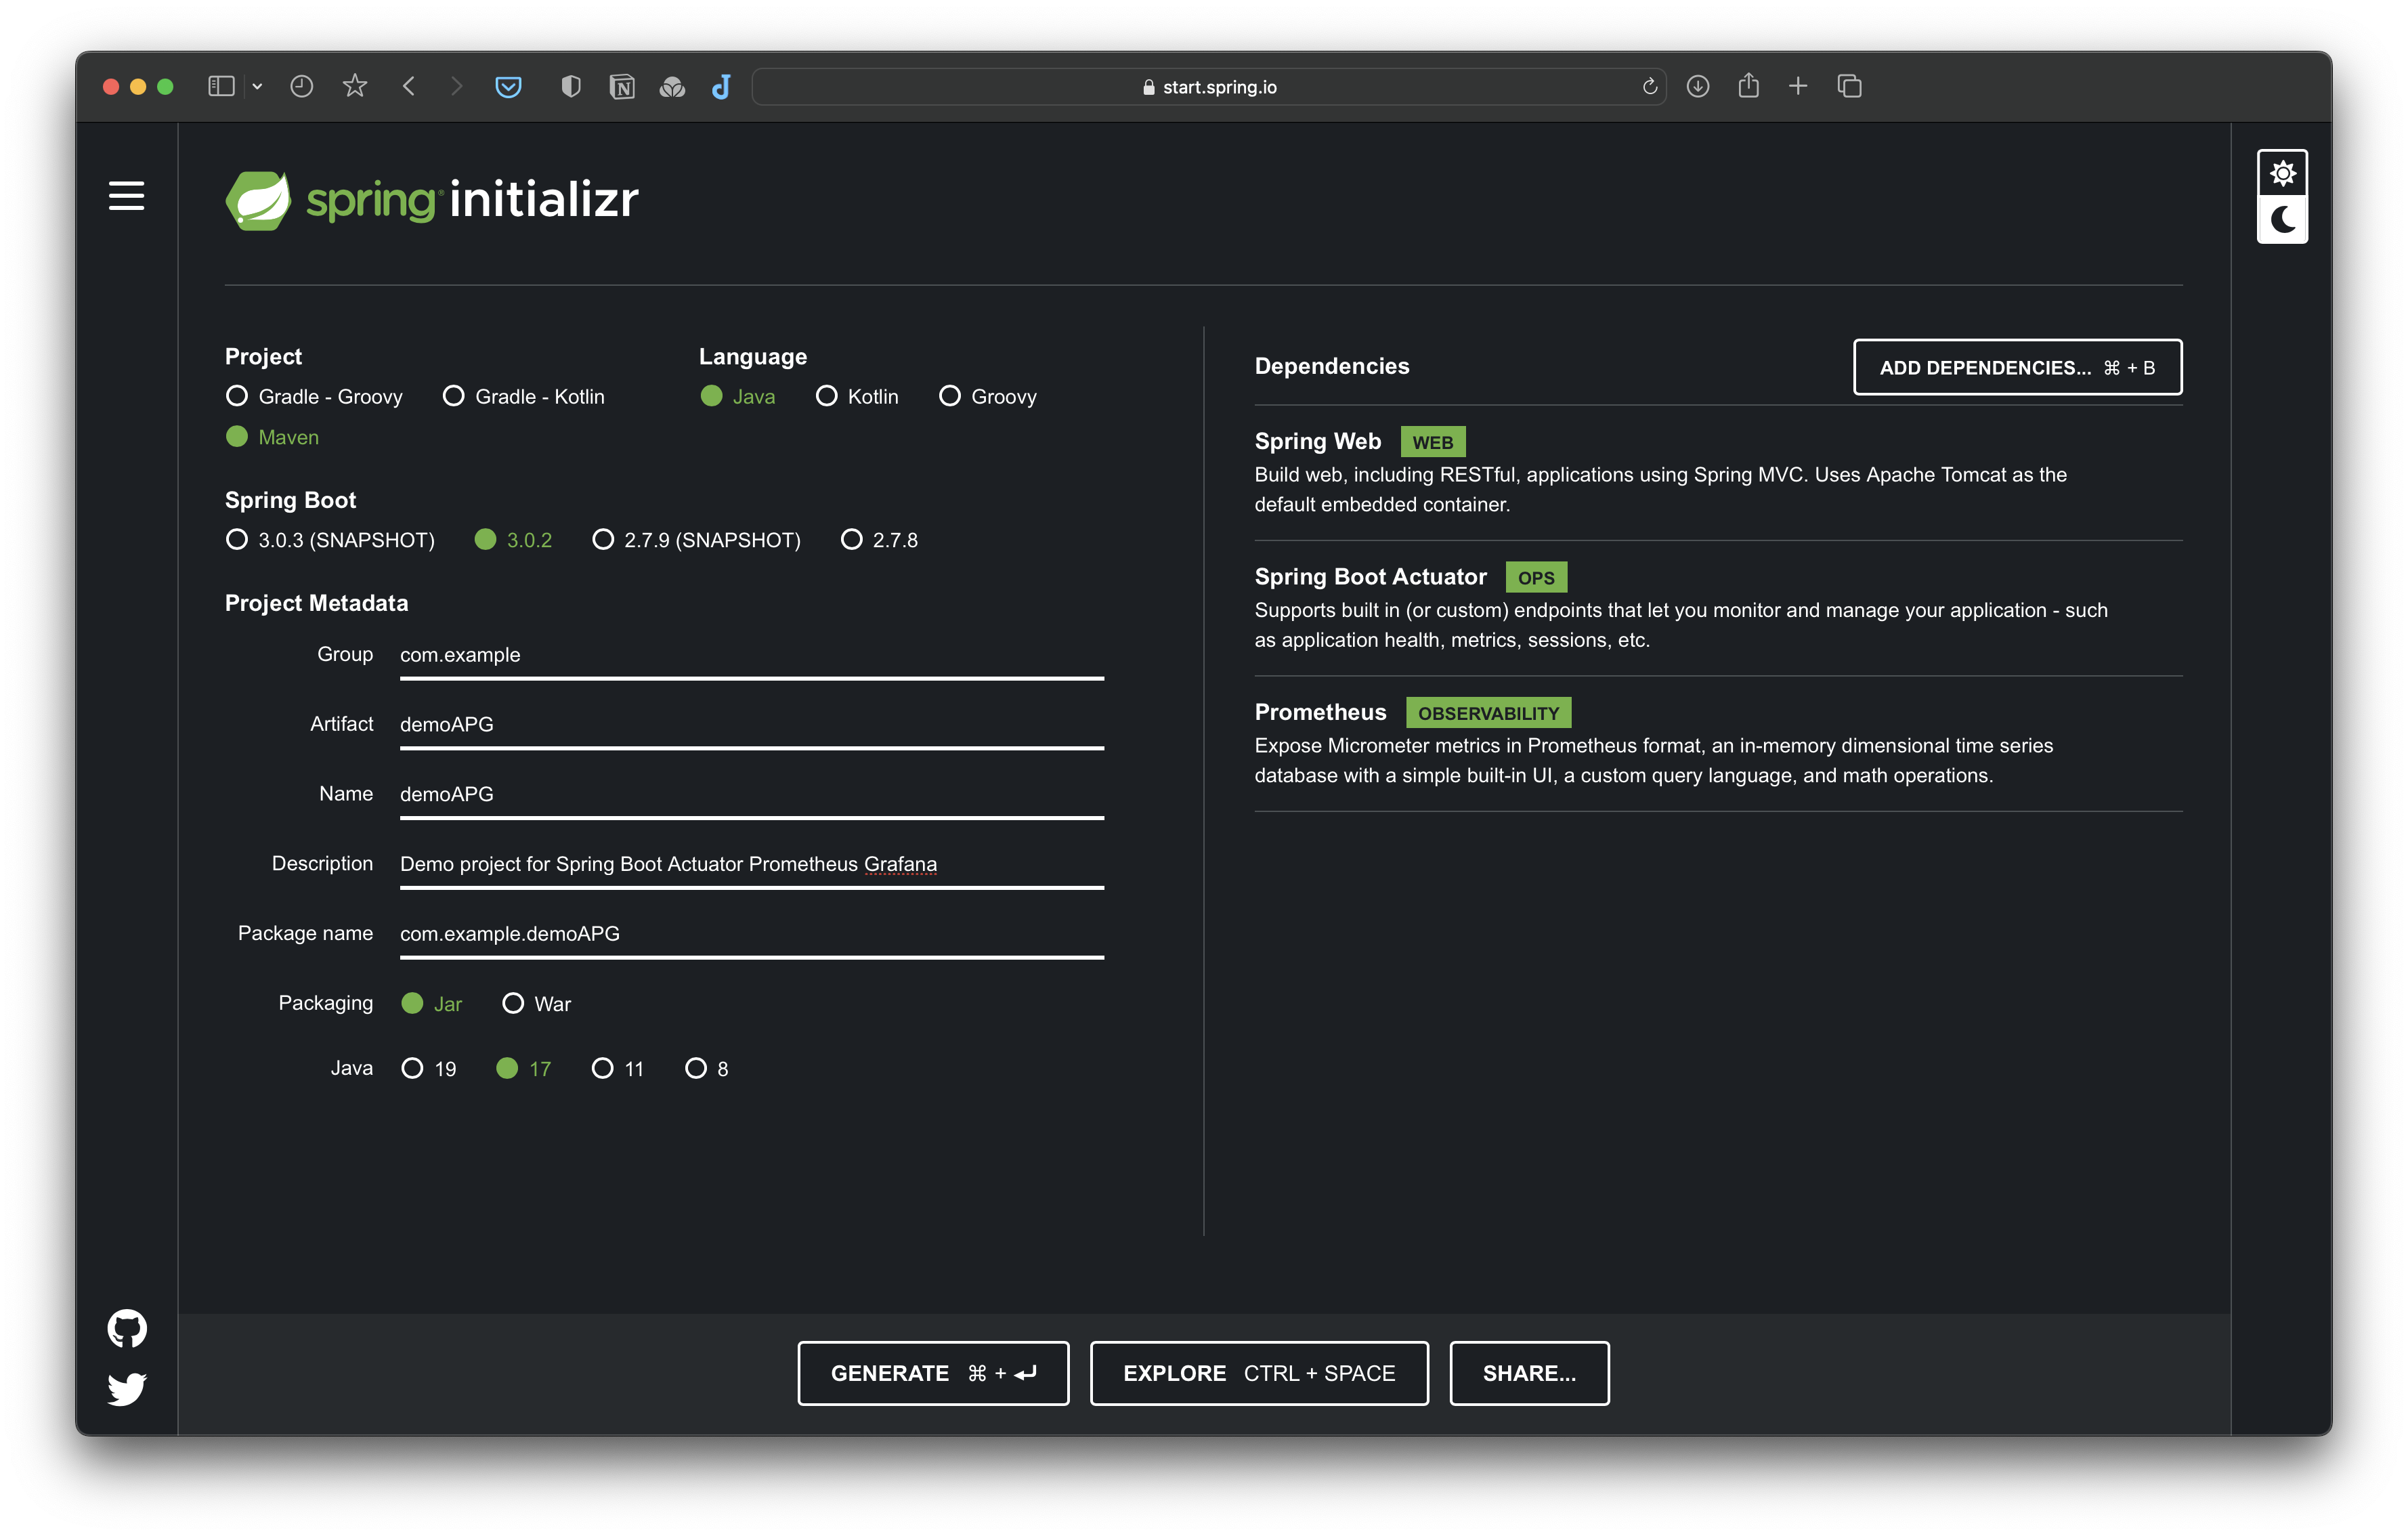 start.spring.io
spring initializr
Project
Gradle - Groovy Gradle - Kotlin
Maven
Language
Java Kotlin Groovy
Spring Boot
3.0.3 (SNAPSHOT) 3.0.2 2.7.9 (SNAPSHOT) 2.7.8
Project Metadata
Group com.example
Artifact demoAPG
Name demoAPG
Description Demo project for Spring Boot Actuator Prometheus Grafana
Package name com.example.demoAPG
Packaging Jar War
Java 19 17 11 8
Dependencies
ADD DEPENDENCIES... ⌘ + B
Spring Web WEB
Build web, including RESTful, applications using Spring MVC. Uses Apache Tomcat as the
default embedded container.
Spring Boot Actuator OPS
Supports built in (or custom) endpoints that let you monitor and manage your application - such
as application health, metrics, sessions, etc.
Prometheus OBSERVABILITY
Expose Micrometer metrics in Prometheus format, an in-memory dimensional time series
database with a simple built-in UI, a custom query language, and math operations.
GENERATE ⌘ + ⏎
EXPLORE CTRL + SPACE
SHARE...